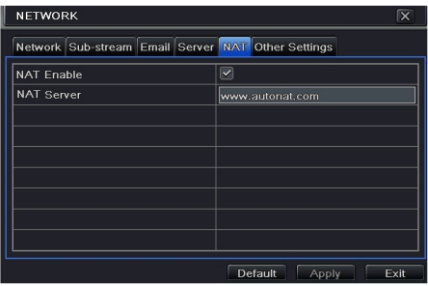 NETWORK
Network Sub-stream Email Server NAT Other Settings
NAT Enable
NAT Server www.autonat.com
Default Apply Exit